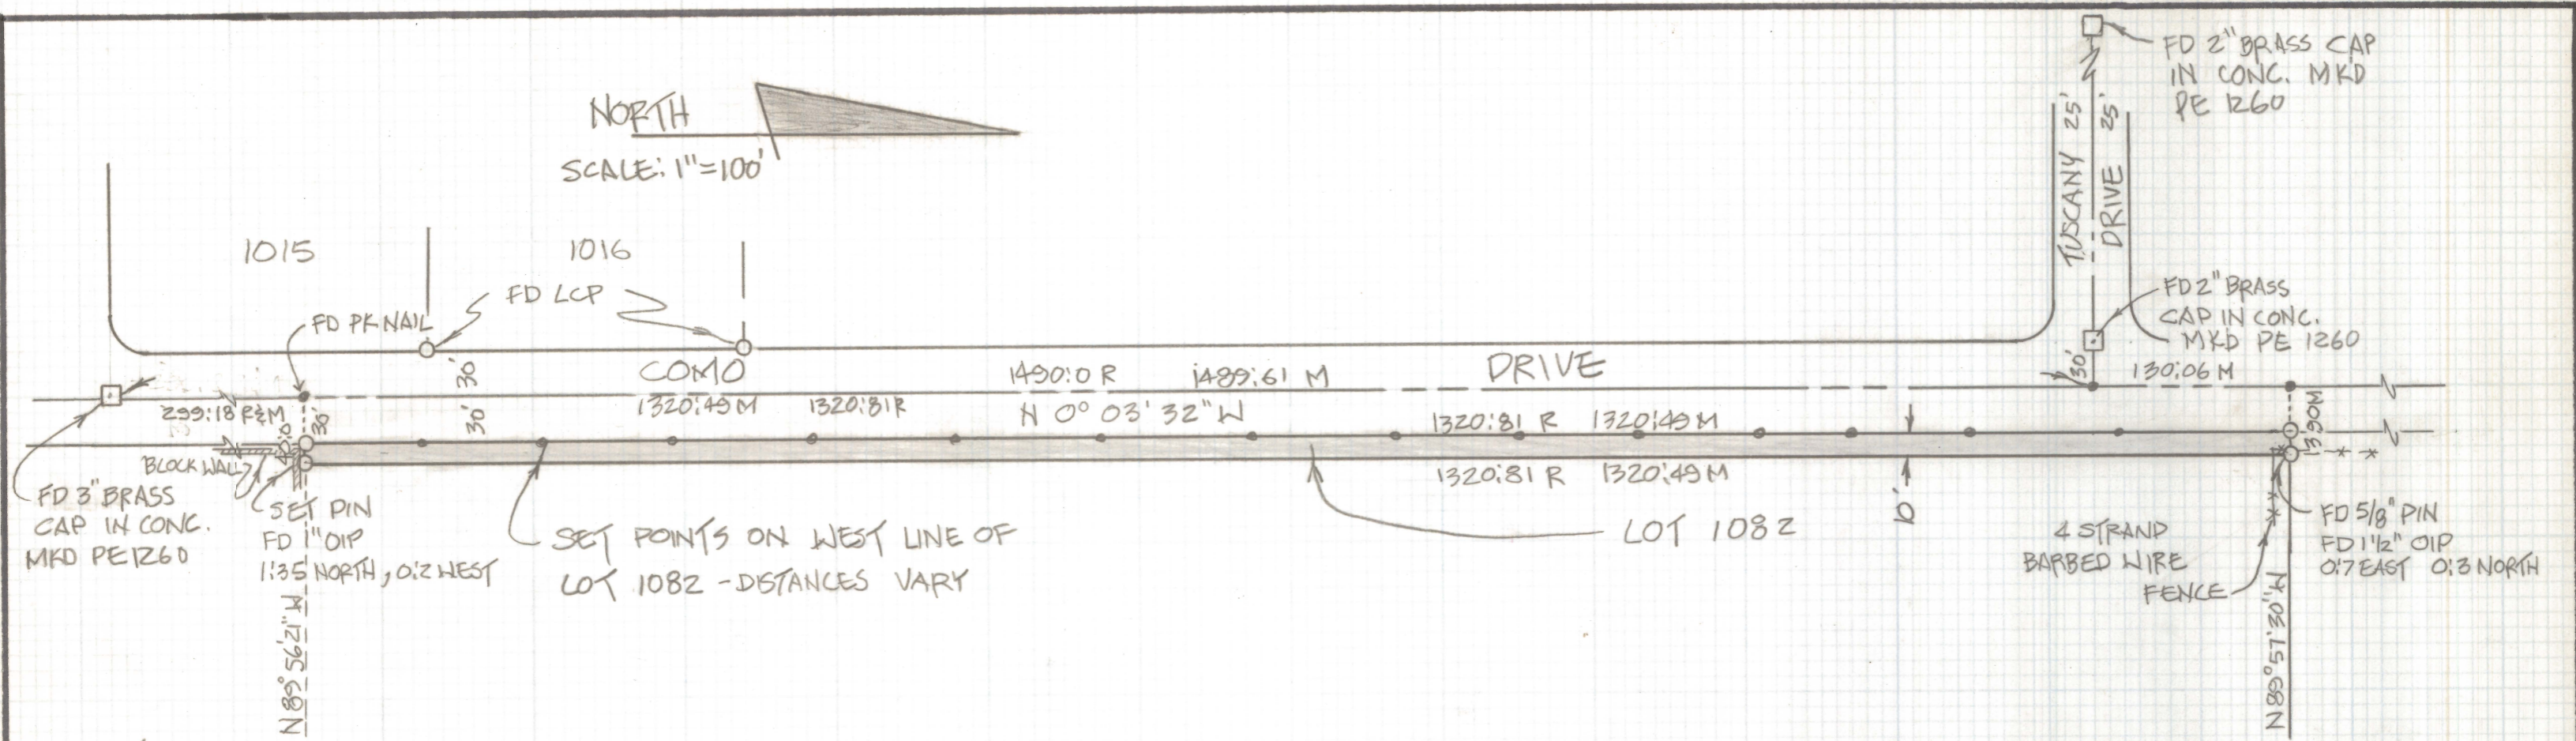 NORTH
SCALE: 1"=100'
FD 2" BRASS CAP
IN CONC. MKD
PE 1260
TUSCANY 25'
DRIVE 25'
1015
1016
FD LCP
FD PK NAIL
FD 2" BRASS
CAP IN CONC.
MKD PE 1260
30'
30'
30'
30'
COMO DRIVE
1490.0 R 1489.61 M
130.06 M
299.18 R&M
1320.49 M 1320.81 R
N 0° 03' 32" W
1320.81 R 1320.49 M
1320.81 R 1320.49 M
BLOCK WALL
FD 3" BRASS
CAP IN CONC.
MKD PE 1260
SET PIN
FD 1" OIP
1.35 NORTH, 0.2 WEST
SET POINTS ON WEST LINE OF
LOT 1082 - DISTANCES VARY
LOT 1082
10'
4 STRAND
BARBED WIRE
FENCE
FD 5/8" PIN
FD 1 1/2" OIP
0.7 EAST 0.3 NORTH
N 89° 56' 21" W
N 89° 57' 30" W